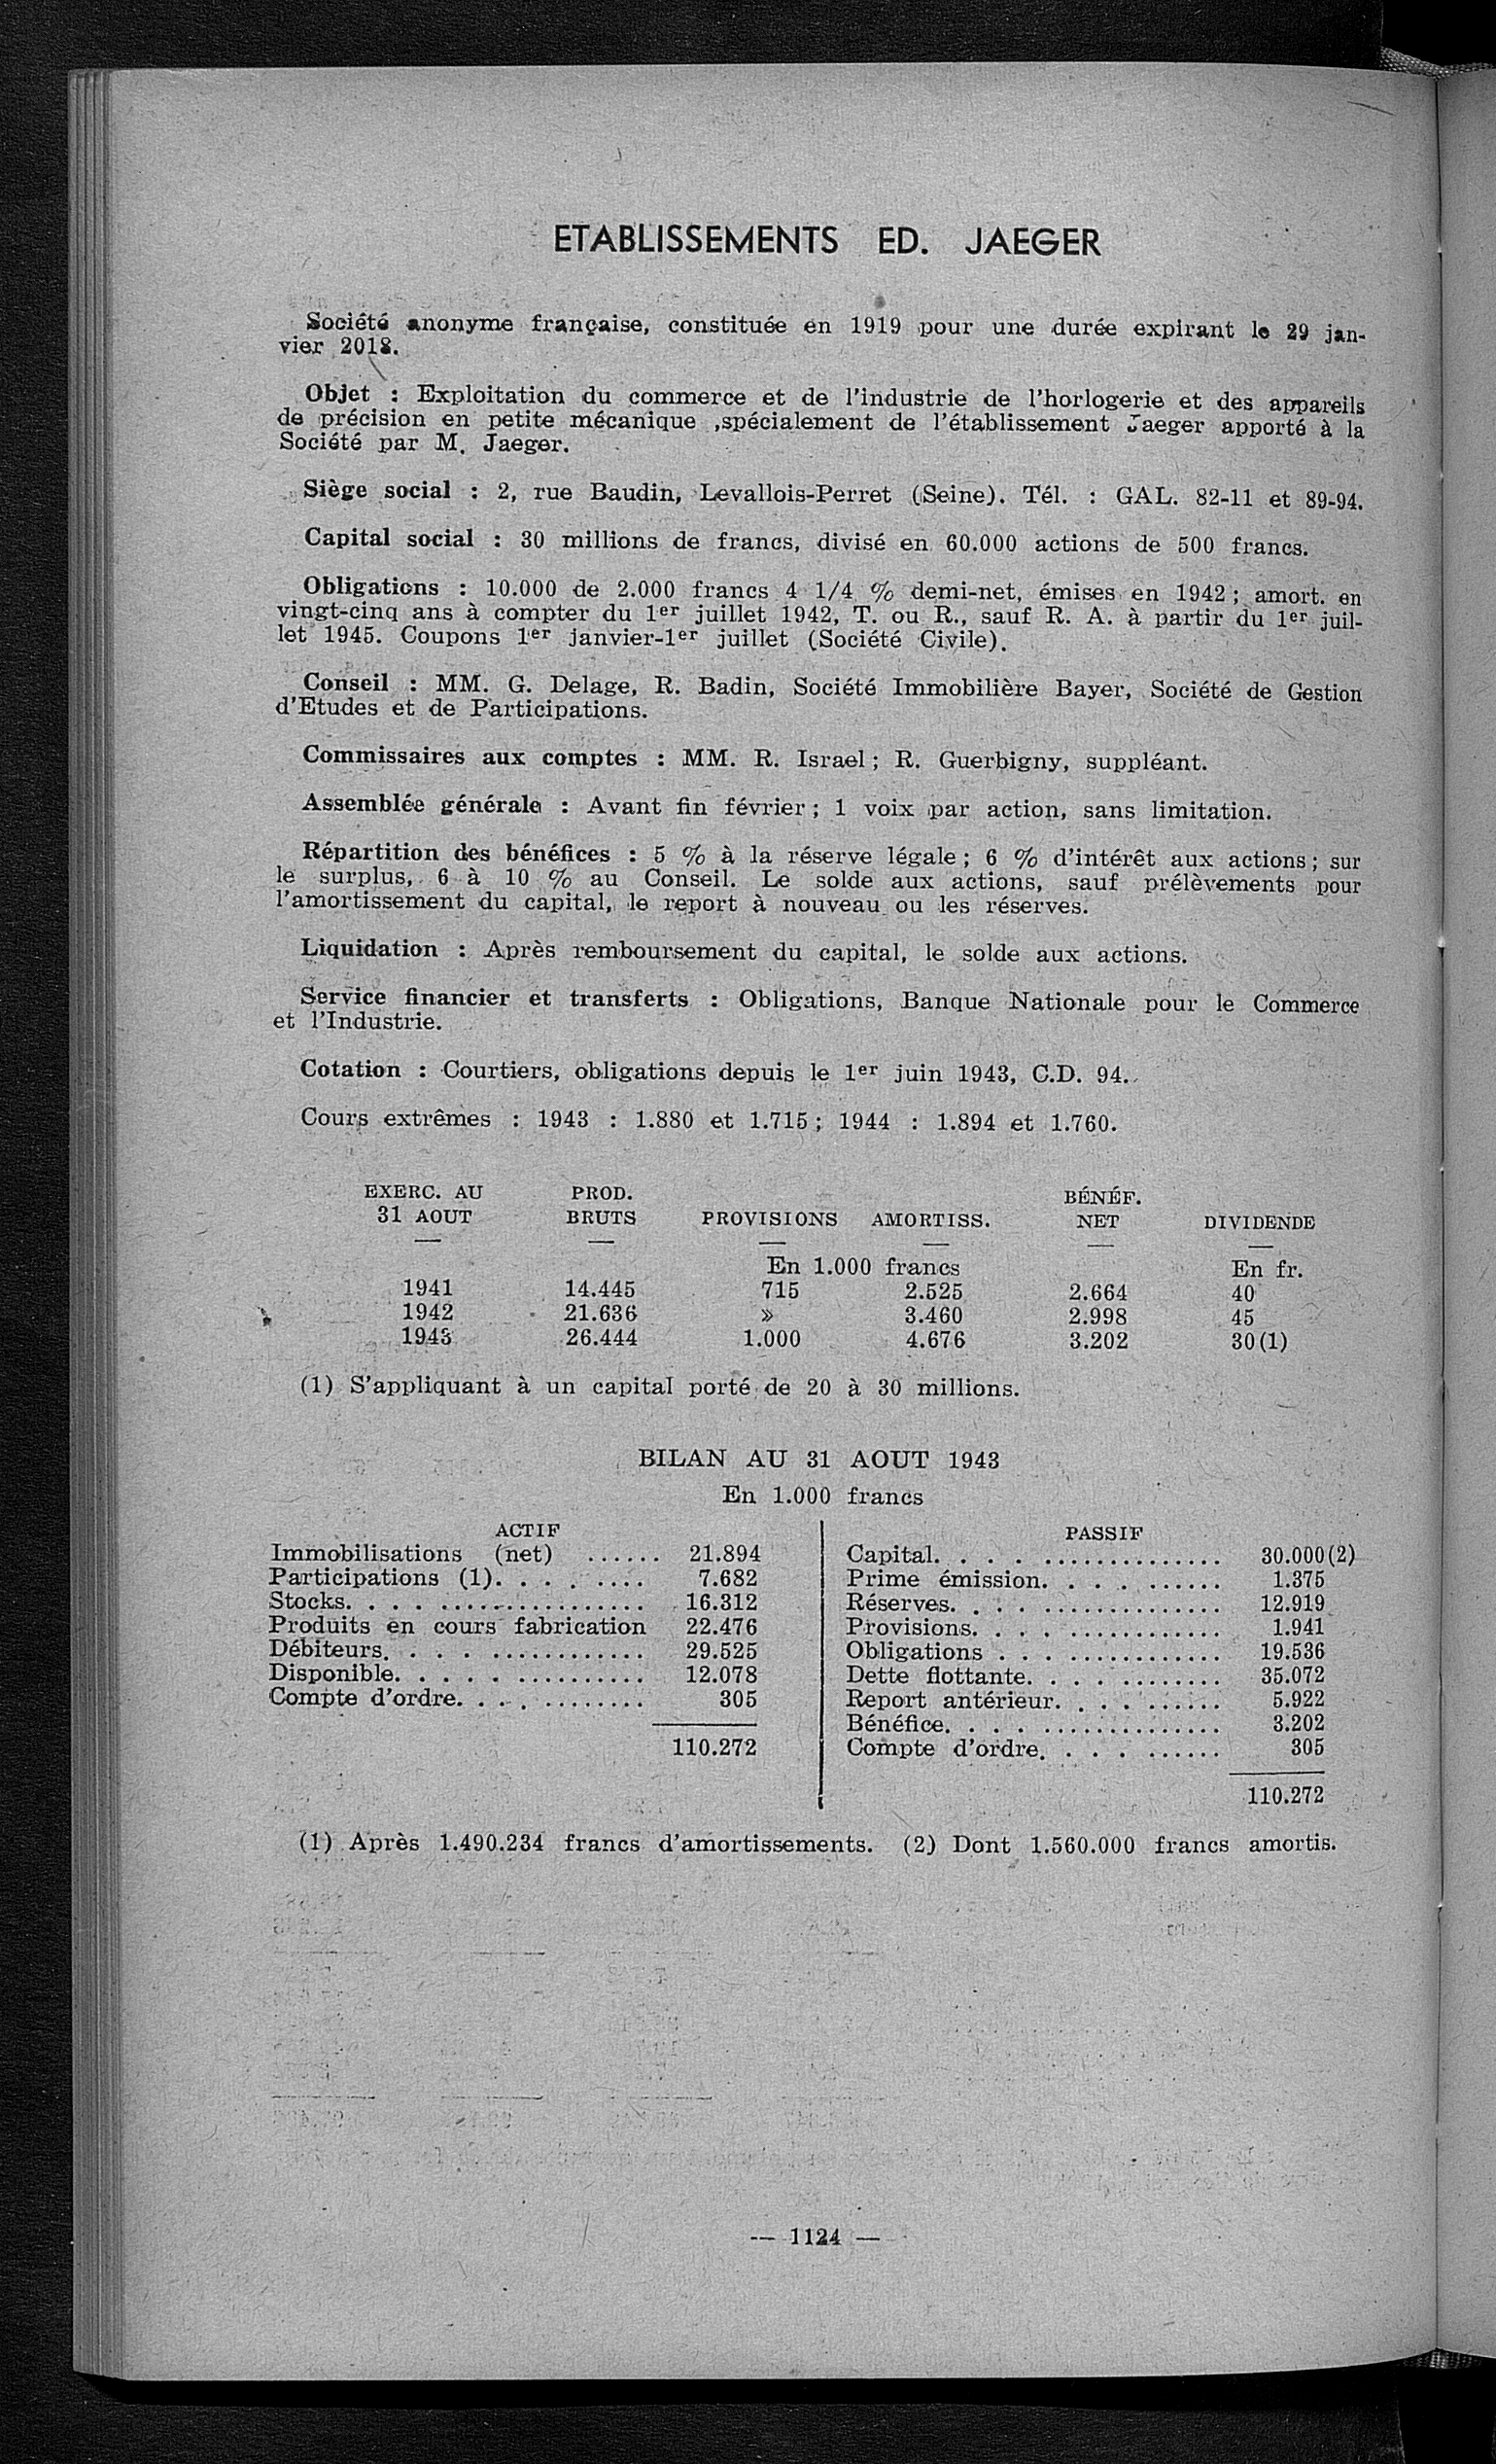 ETABLISSEMENTS ED. JAEGER
Société anonyme française, constituée en 1919 pour une durée expirant le 29 jan-
vier 2018.
Objet : Exploitation du commerce et de l'industrie de l'horlogerie et des appareils
de précision en petite mécanique ,spécialement de l'établissement Jaeger apporté à la
Société par M. Jaeger.
Siège social : 2, rue Baudin, Levallois-Perret (Seine). Tél. : GAL. 82-11 et 89-94.
Capital social : 30 millions de francs, divisé en 60.000 actions de 500 francs.
Obligations : 10.000 de 2.000 francs 4 1/4 % demi-net, émises en 1942 ; amort. en
vingt-cinq ans à compter du 1er juillet 1942, T. ou R., sauf R. A. à partir du 1er juil-
let 1945. Coupons 1er janvier-1er juillet (Société Civile).
Conseil : MM. G. Delage, R. Badin, Société Immobilière Bayer, Société de Gestion
d'Etudes et de Participations.
Commissaires aux comptes : MM. R. Israel ; R. Guerbigny, suppléant.
Assemblée générale : Avant fin février ; 1 voix par action, sans limitation.
Répartition des bénéfices : 5 % à la réserve légale ; 6 % d'intérêt aux actions ; sur
le surplus, 6 à 10 % au Conseil. Le solde aux actions, sauf prélèvements pour
l'amortissement du capital, le report à nouveau ou les réserves.
Liquidation : Après remboursement du capital, le solde aux actions.
Service financier et transferts : Obligations, Banque Nationale pour le Commerce
et l'Industrie.
Cotation : Courtiers, obligations depuis le 1er juin 1943, C.D. 94.
Cours extrêmes : 1943 : 1.880 et 1.715 ; 1944 : 1.894 et 1.760.
EXERC. AU PROD. BÉNÉF.
31 AOUT BRUTS PROVISIONS AMORTISS. NET DIVIDENDE
— — — — — —
En 1.000 francs En fr.
1941 14.445 715 2.525 2.664 40
1942 21.636 » 3.460 2.998 45
1943 26.444 1.000 4.676 3.202 30(1)
(1) S'appliquant à un capital porté de 20 à 30 millions.
BILAN AU 31 AOUT 1943
En 1.000 francs
ACTIF
Immobilisations (net) ...... 21.894
Participations (1). . . . .... 7.682
Stocks. . . . ................ 16.312
Produits en cours fabrication 22.476
Débiteurs. . . . . ............ 29.525
Disponible. . . . . ........... 12.078
Compte d'ordre. . . . ......... 305
110.272
PASSIF
Capital. . . . ............... 30.000(2)
Prime émission. . . . ...... 1.375
Réserves. . . . .............. 12.919
Provisions. . . . ............. 1.941
Obligations . . . ............. 19.536
Dette flottante. . . . ........ 35.072
Report antérieur. . . . ...... 5.922
Bénéfice. . . . ............... 3.202
Compte d'ordre. . . . ...... 305
110.272
(1) Après 1.490.234 francs d'amortissements. (2) Dont 1.560.000 francs amortis.
— 1124 —